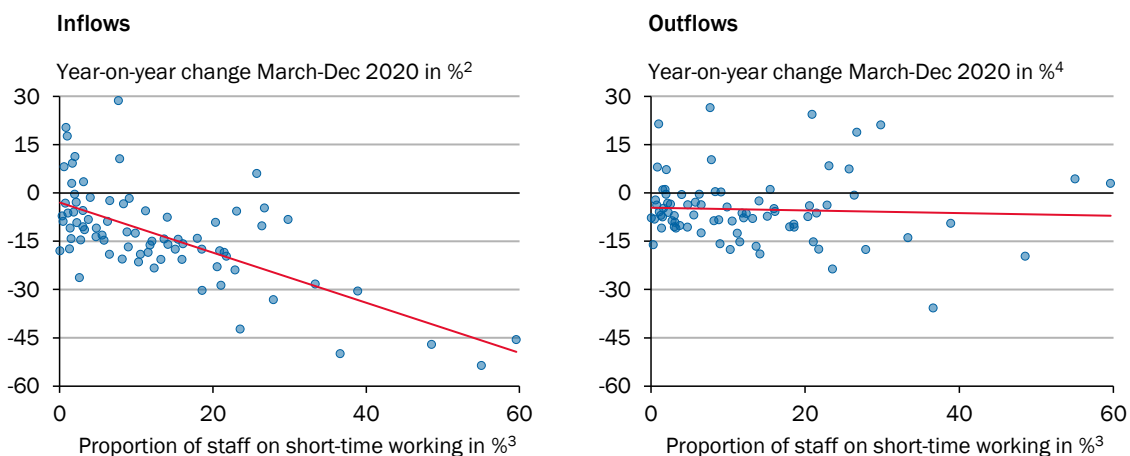 Inflows
Year-on-year change March-Dec 2020 in %²
30
15
0
-15
-30
-45
-60
0 20 40 60
Proportion of staff on short-time working in %³
Outflows
Year-on-year change March-Dec 2020 in %⁴
30
15
0
-15
-30
-45
-60
0 20 40 60
Proportion of staff on short-time working in %³